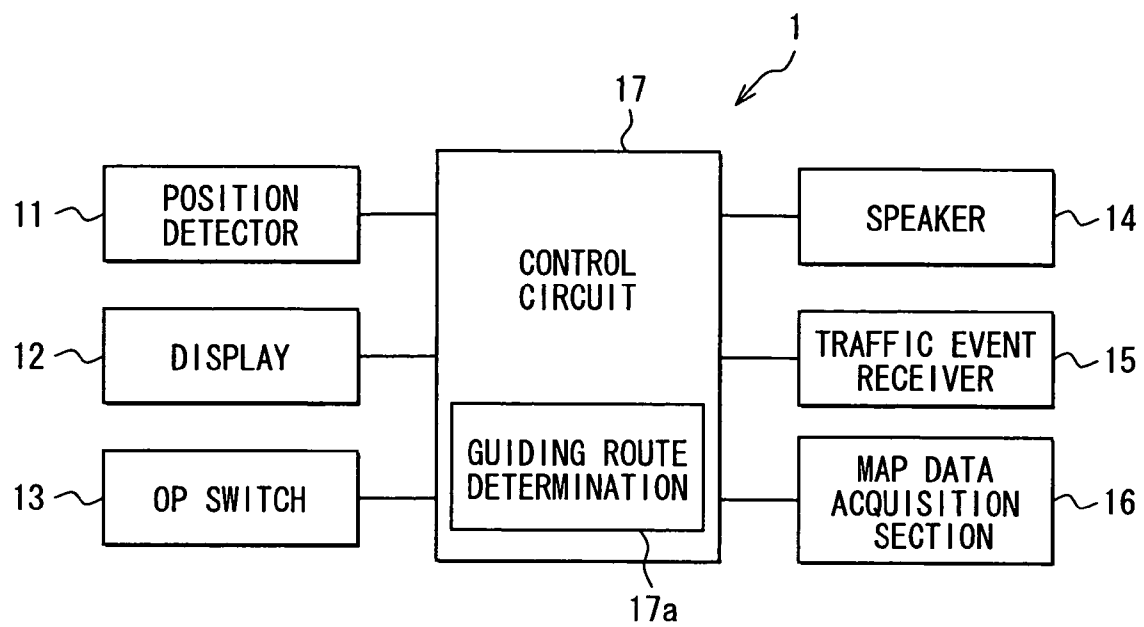 1
17
11
POSITION
DETECTOR
12
DISPLAY
13
OP SWITCH
CONTROL
CIRCUIT
GUIDING ROUTE
DETERMINATION
17a
SPEAKER
14
TRAFFIC EVENT
RECEIVER
15
MAP DATA
ACQUISITION
SECTION
16